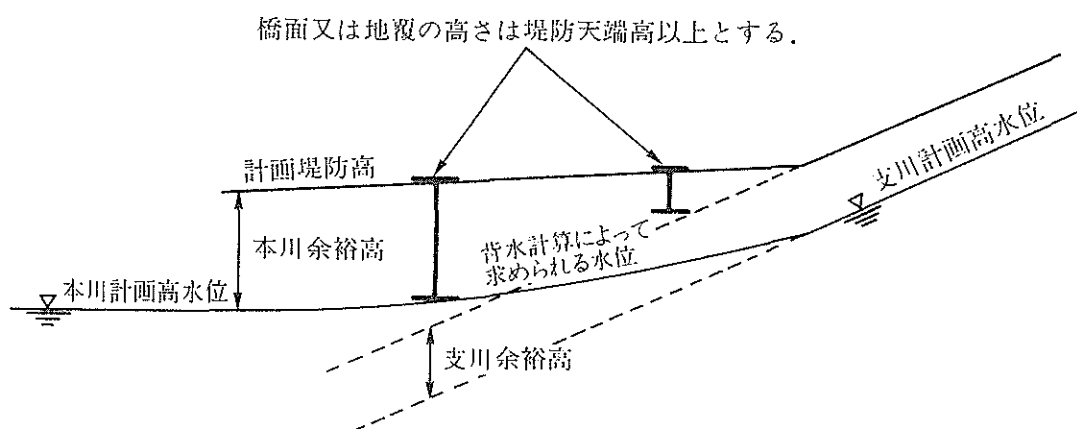 橋面又は地覆の高さは堤防天端高以上とする.
計画堤防高
支川計画高水位
本川余裕高
背水計算によって
求められる水位
本川計画高水位
支川余裕高